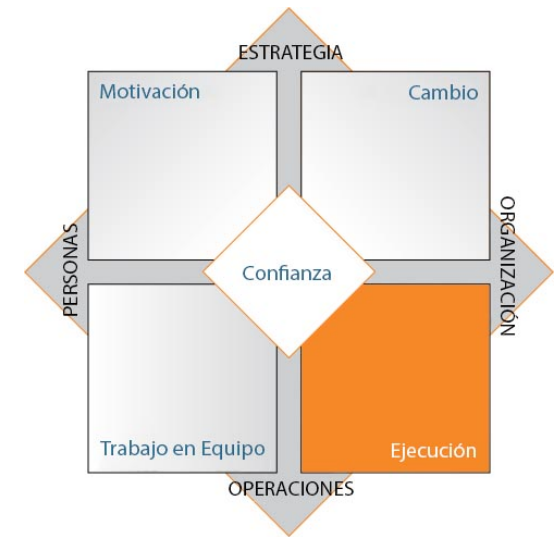 ESTRATEGIA
Motivación
Cambio
PERSONAS
Confianza
ORGANIZACIÓN
Trabajo en Equipo
Ejecución
OPERACIONES